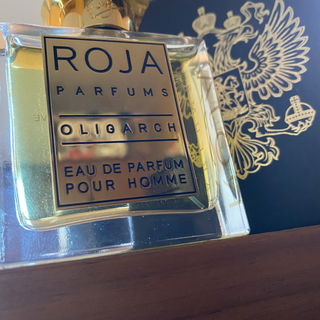 ROJA
PARFUMS
OLIGARCH
EAU DE PARFUM
POUR HOMME